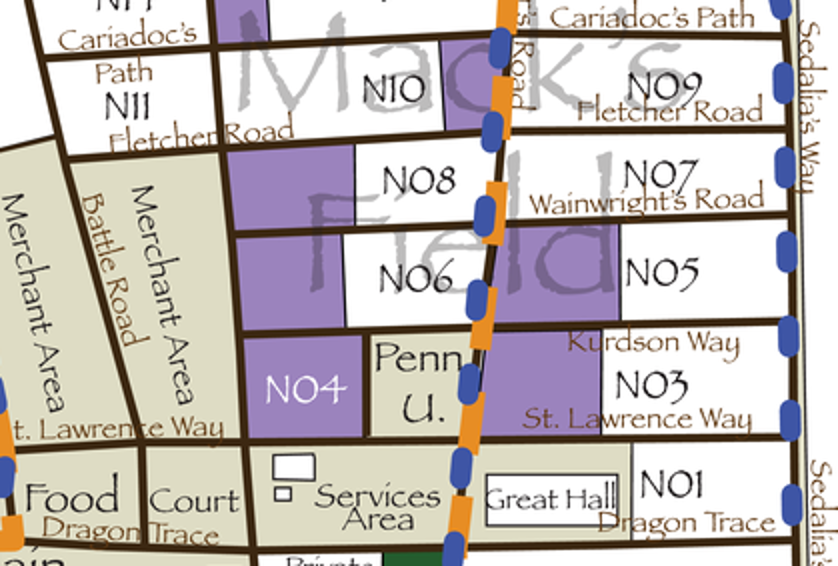 Cariadoc's
Path
N11
Fletcher Road
Mack's
Field
N10
Cariadoc's Path
N09
Fletcher Road
Road
Sedalia's Way
N08
N07
Wainwright's Road
N06
N05
Merchant Area
Battle Road
Merchant Area
N04
Penn
U.
Kurdson Way
N03
St. Lawrence Way
t. Lawrence Way
Food Court
Dragon Trace
Services
Area
Great Hall
N01
Dragon Trace
Sedalia's
Private